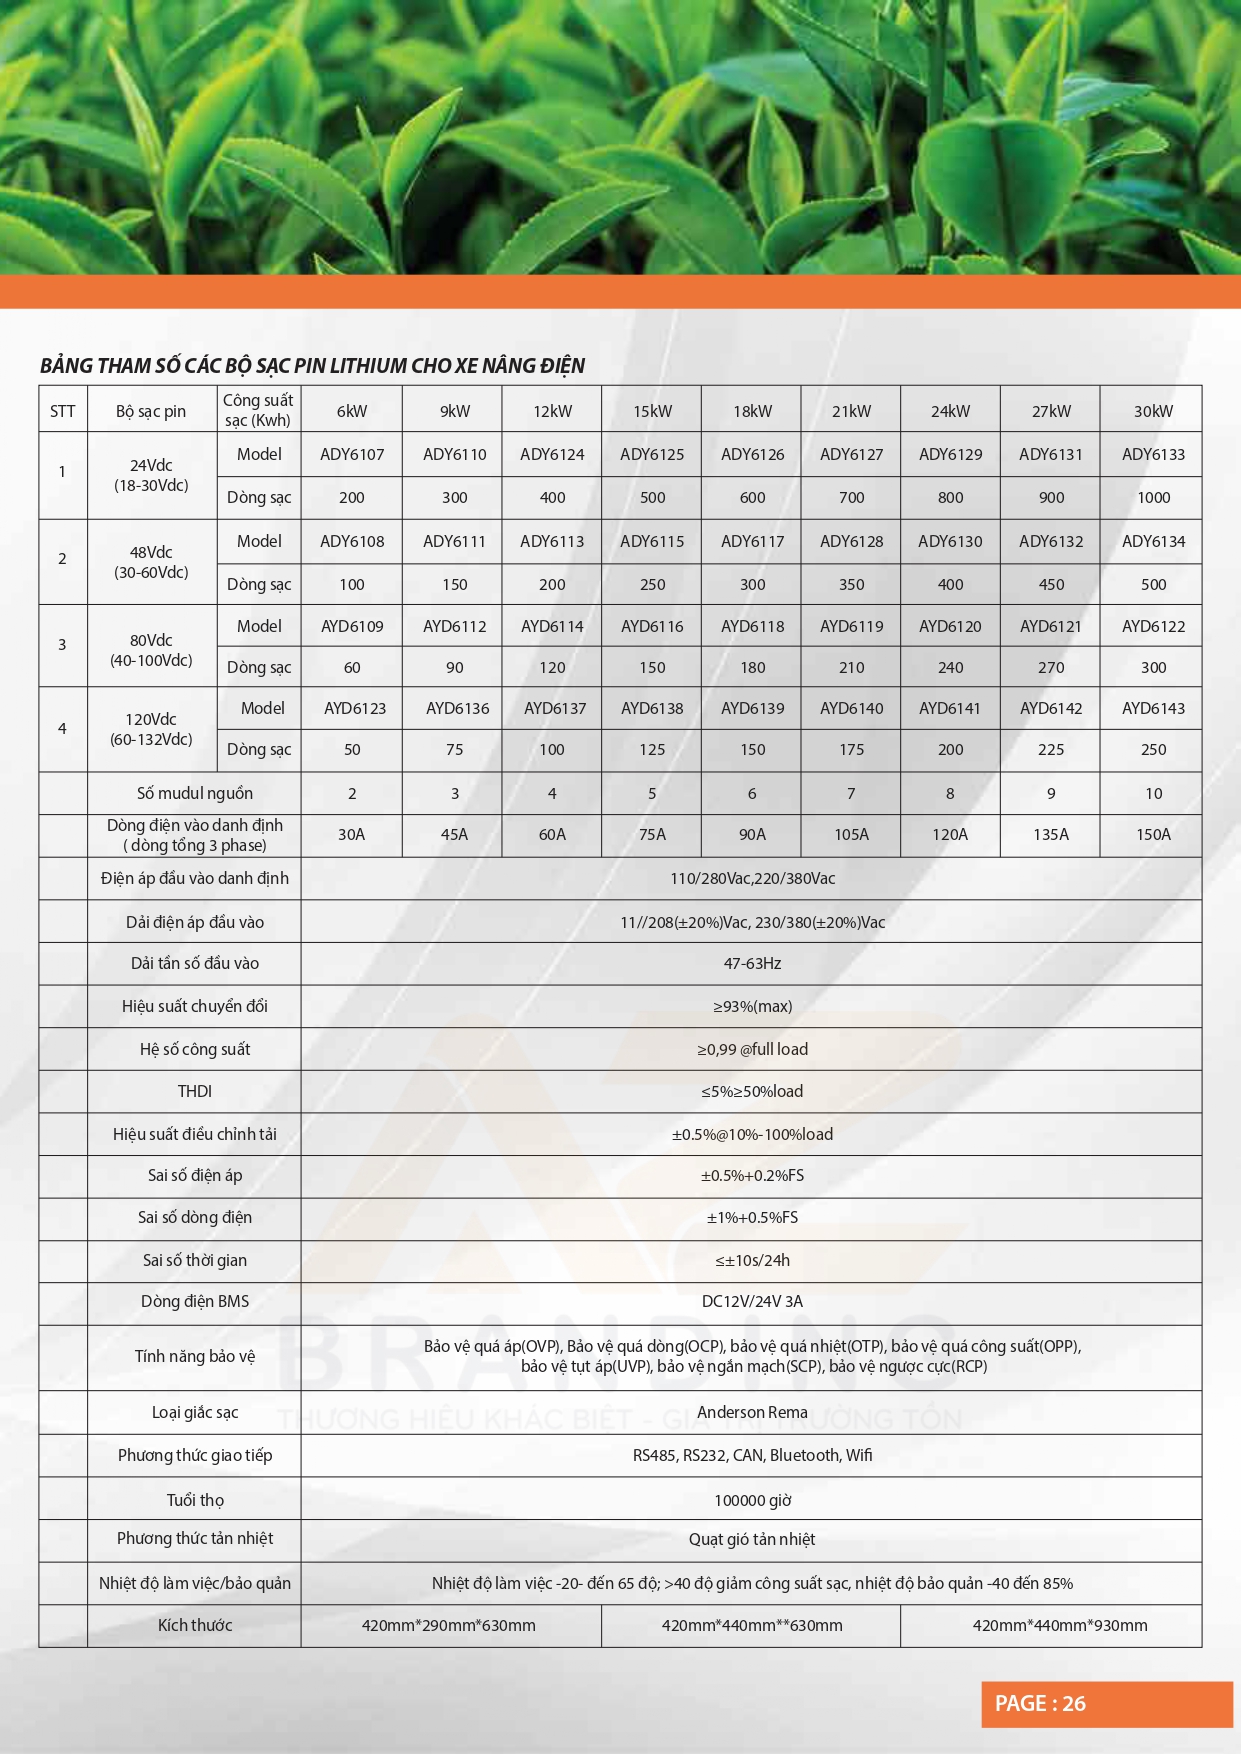 BẢNG THAM SỐ CÁC BỘ SẠC PIN LITHIUM CHO XE NÂNG ĐIỆN
STT Bộ sạc pin Công suất sạc (Kwh) 6kW 9kW 12kW 15kW 18kW 21kW 24kW 27kW 30kW
1 24Vdc (18-30Vdc) Model ADY6107 ADY6110 ADY6124 ADY6125 ADY6126 ADY6127 ADY6129 ADY6131 ADY6133
Dòng sạc 200 300 400 500 600 700 800 900 1000
2 48Vdc (30-60Vdc) Model ADY6108 ADY6111 ADY6113 ADY6115 ADY6117 ADY6128 ADY6130 ADY6132 ADY6134
Dòng sạc 100 150 200 250 300 350 400 450 500
3 80Vdc (40-100Vdc) Model AYD6109 AYD6112 AYD6114 AYD6116 AYD6118 AYD6119 AYD6120 AYD6121 AYD6122
Dòng sạc 60 90 120 150 180 210 240 270 300
4 120Vdc (60-132Vdc) Model AYD6123 AYD6136 AYD6137 AYD6138 AYD6139 AYD6140 AYD6141 AYD6142 AYD6143
Dòng sạc 50 75 100 125 150 175 200 225 250
Số mudul nguồn 2 3 4 5 6 7 8 9 10
Dòng điện vào danh định
( dòng tổng 3 phase) 30A 45A 60A 75A 90A 105A 120A 135A 150A
Điện áp đầu vào danh định 110/280Vac,220/380Vac
Dải điện áp đầu vào 11//208(±20%)Vac, 230/380(±20%)Vac
Dải tần số đầu vào 47-63Hz
Hiệu suất chuyển đổi ≥93%(max)
Hệ số công suất ≥0,99 @full load
THDI ≤5%≥50%load
Hiệu suất điều chỉnh tải ±0.5%@10%-100%load
Sai số điện áp ±0.5%+0.2%FS
Sai số dòng điện ±1%+0.5%FS
Sai số thời gian ≤±10s/24h
Dòng điện BMS DC12V/24V 3A
BRANDING
Tính năng bảo vệ Bảo vệ quá áp(OVP), Bảo vệ quá dòng(OCP), bảo vệ quá nhiệt(OTP), bảo vệ quá công suất(OPP),
bảo vệ tụt áp(UVP), bảo vệ ngắn mạch(SCP), bảo vệ ngược cực(RCP)
Loại giắc sạc Anderson Rema
THƯƠNG HIỆU KHÁC BIỆT - GIÁ TRỊ TRƯỜNG TỒN
Phương thức giao tiếp RS485, RS232, CAN, Bluetooth, Wifi
Tuổi thọ 100000 giờ
Phương thức tản nhiệt Quạt gió tản nhiệt
Nhiệt độ làm việc/bảo quản Nhiệt độ làm việc -20- đến 65 độ; >40 độ giảm công suất sạc, nhiệt độ bảo quản -40 đến 85%
Kích thước 420mm*290mm*630mm 420mm*440mm**630mm 420mm*440mm*930mm
PAGE : 26